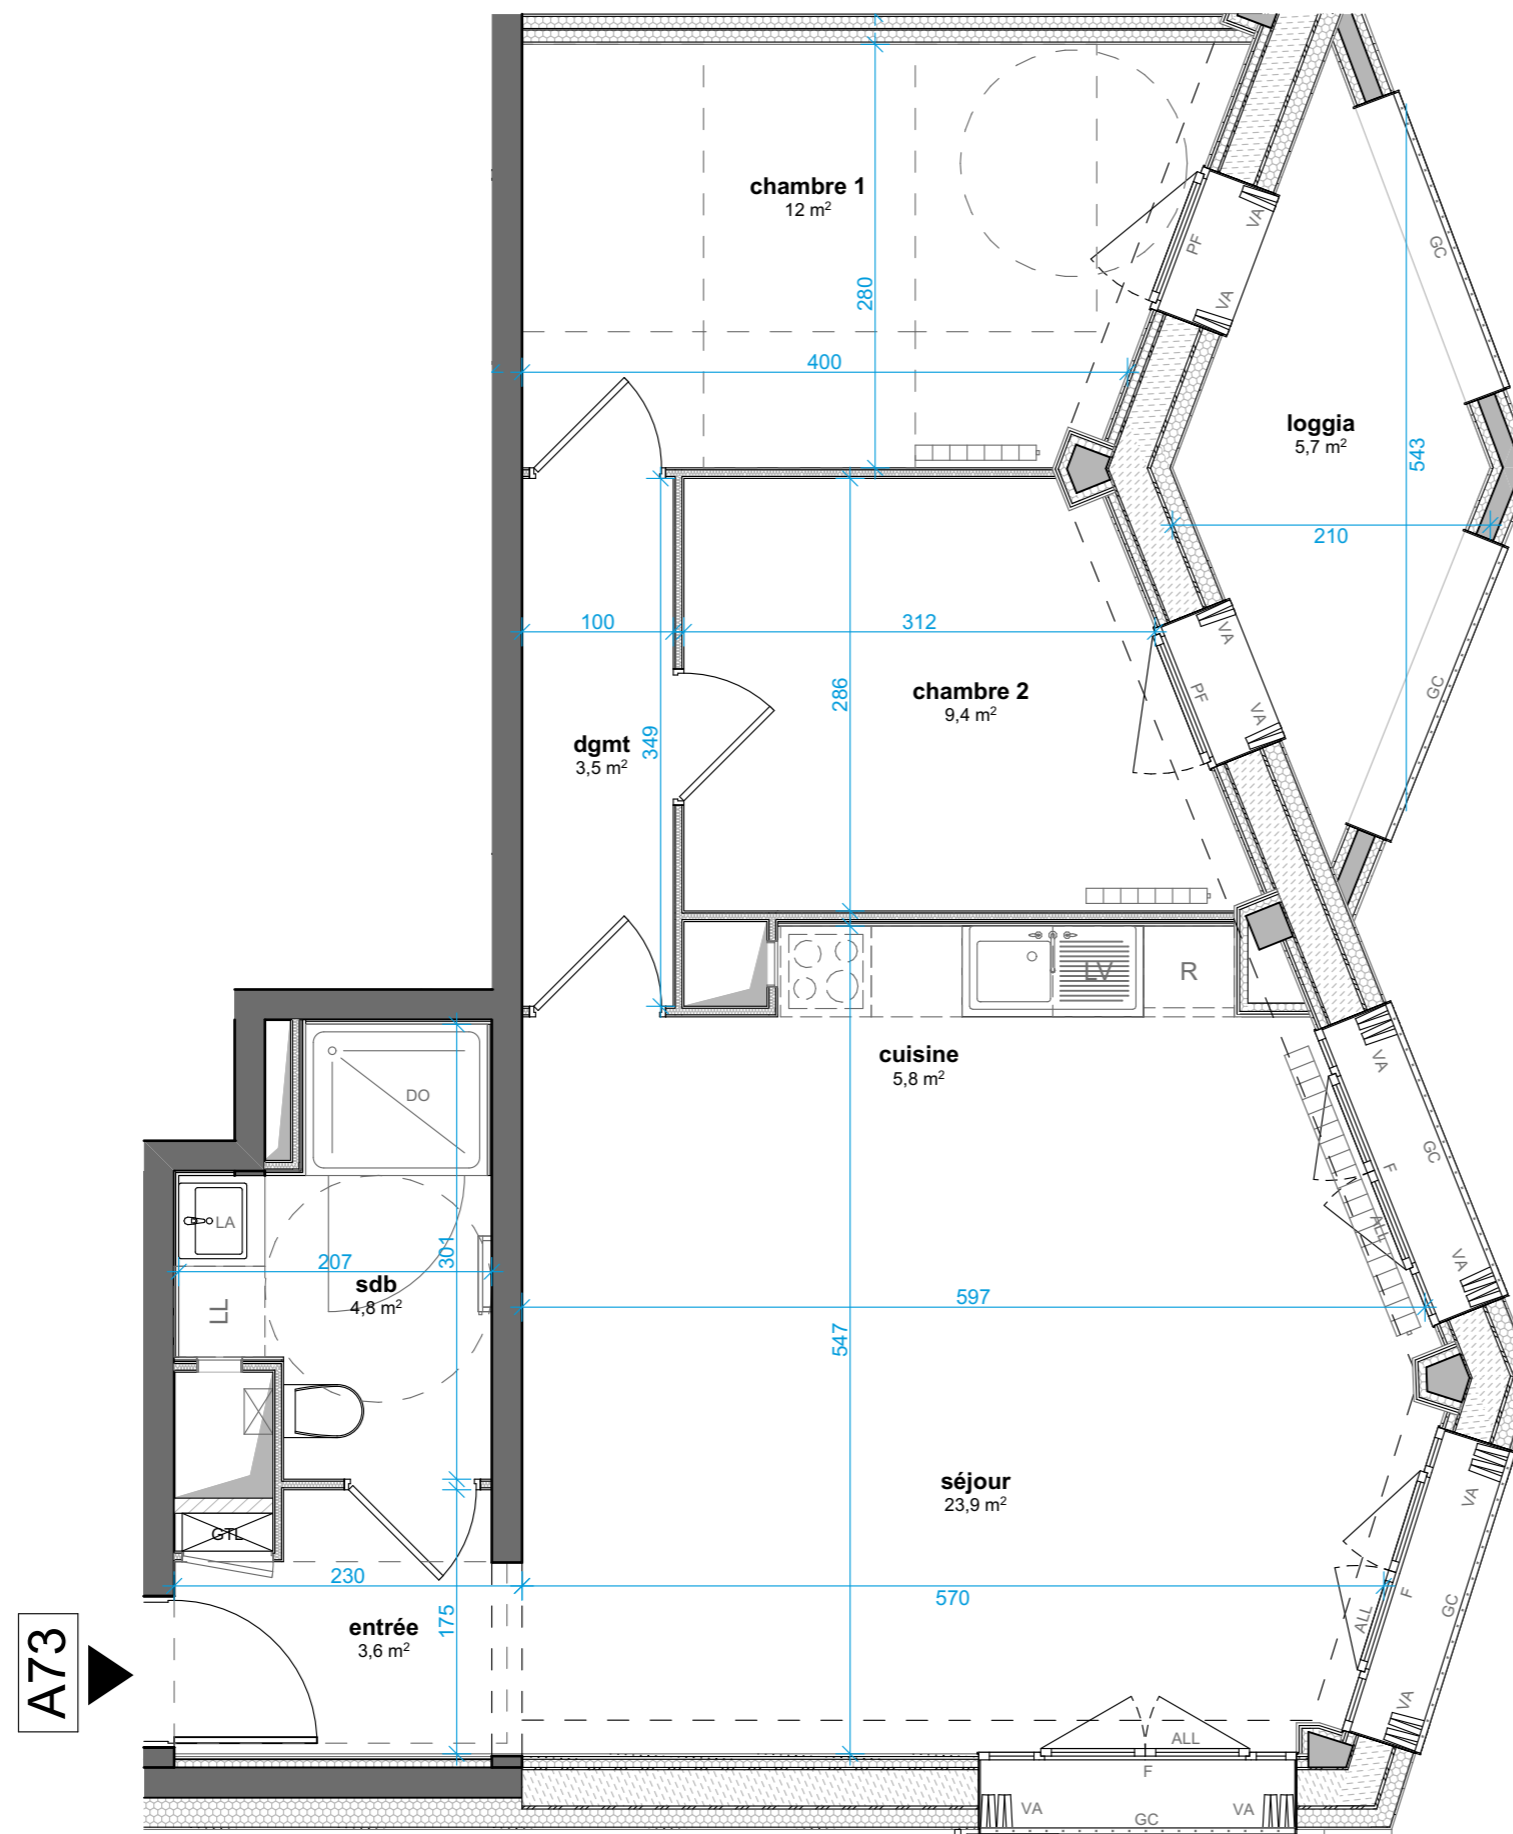 chambre 1
12 m²
280
400
PF
VA
VA
GC
loggia
5,7 m²
543
210
100
312
286
chambre 2
9,4 m²
349
dgmt
3,5 m²
VA
PF
VA
GC
LV
R
cuisine
5,8 m²
DO
LA
207
301
sdb
4,8 m²
LL
597
547
VA
GC
F
ALL
VA
séjour
23,9 m²
GTL
230
570
175
entrée
3,6 m²
A73
VA
F
ALL
GC
VA
ALL
F
VA
GC
VA